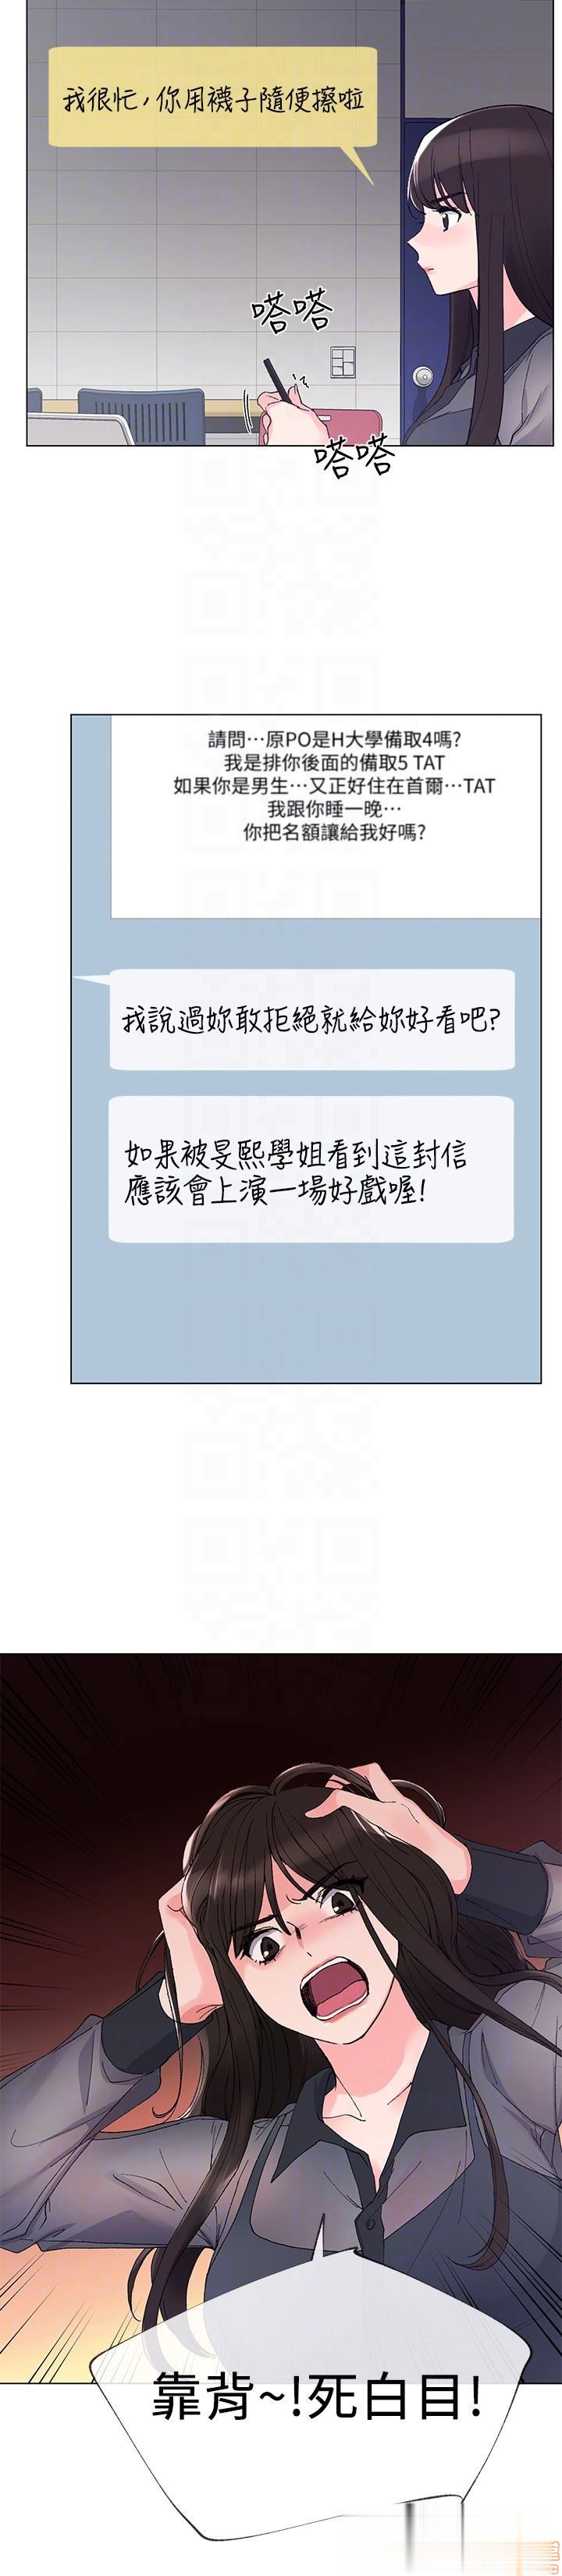 我很忙，你用襪子隨便擦啦
嗒嗒
嗒嗒
請問⋯原PO是H大學備取4嗎?
我是排你後面的備取5 TAT
如果你是男生⋯又正好住在首爾⋯TAT
我跟你睡一晚⋯
你把名額讓給我好嗎?
我說過妳敢拒絕就給妳好看吧?
如果被旻熙學姐看到這封信
應該會上演一場好戲喔!
靠背~!死白目!